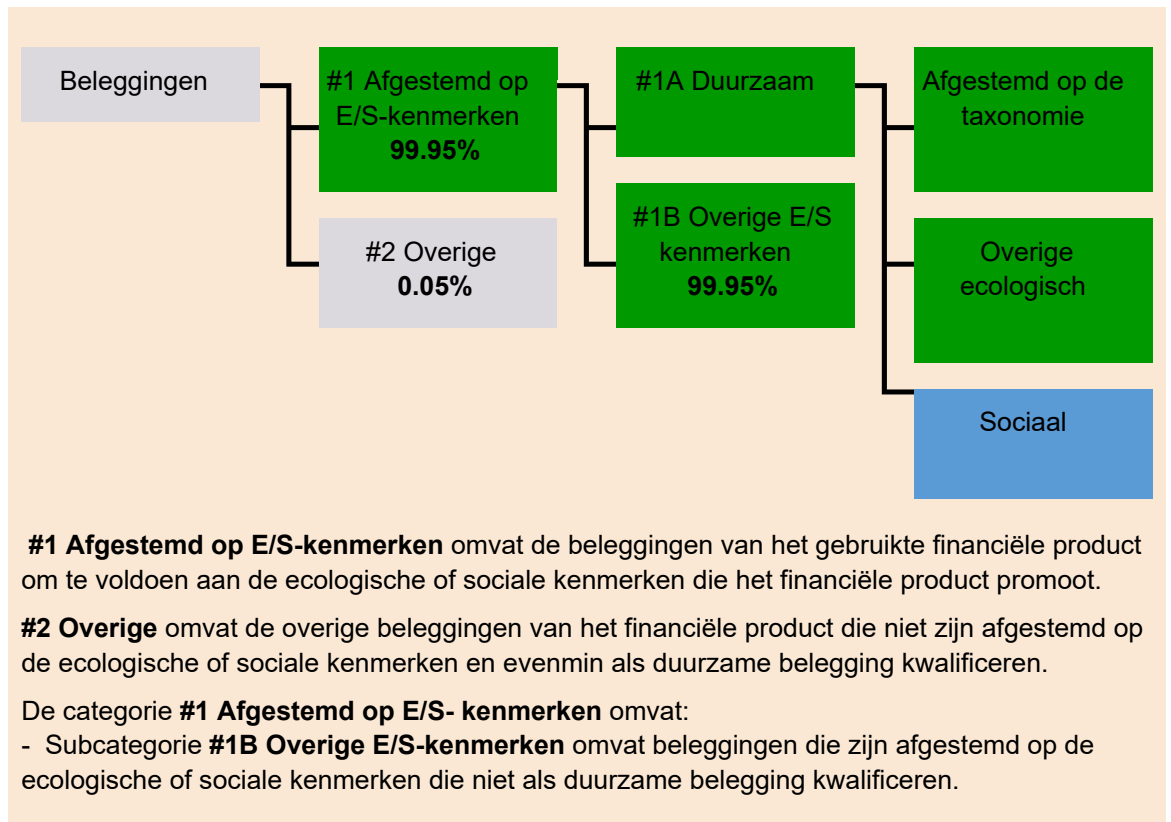 Beleggingen
#1 Afgestemd op
E/S-kenmerken
99.95%
#2 Overige
0.05%
#1A Duurzaam
#1B Overige E/S
kenmerken
99.95%
Afgestemd op de
taxonomie
Overige
ecologisch
Sociaal
#1 Afgestemd op E/S-kenmerken omvat de beleggingen van het gebruikte financiële product
om te voldoen aan de ecologische of sociale kenmerken die het financiële product promoot.
#2 Overige omvat de overige beleggingen van het financiële product die niet zijn afgestemd op
de ecologische of sociale kenmerken en evenmin als duurzame belegging kwalificeren.
De categorie #1 Afgestemd op E/S- kenmerken omvat:
- Subcategorie #1B Overige E/S-kenmerken omvat beleggingen die zijn afgestemd op de
ecologische of sociale kenmerken die niet als duurzame belegging kwalificeren.